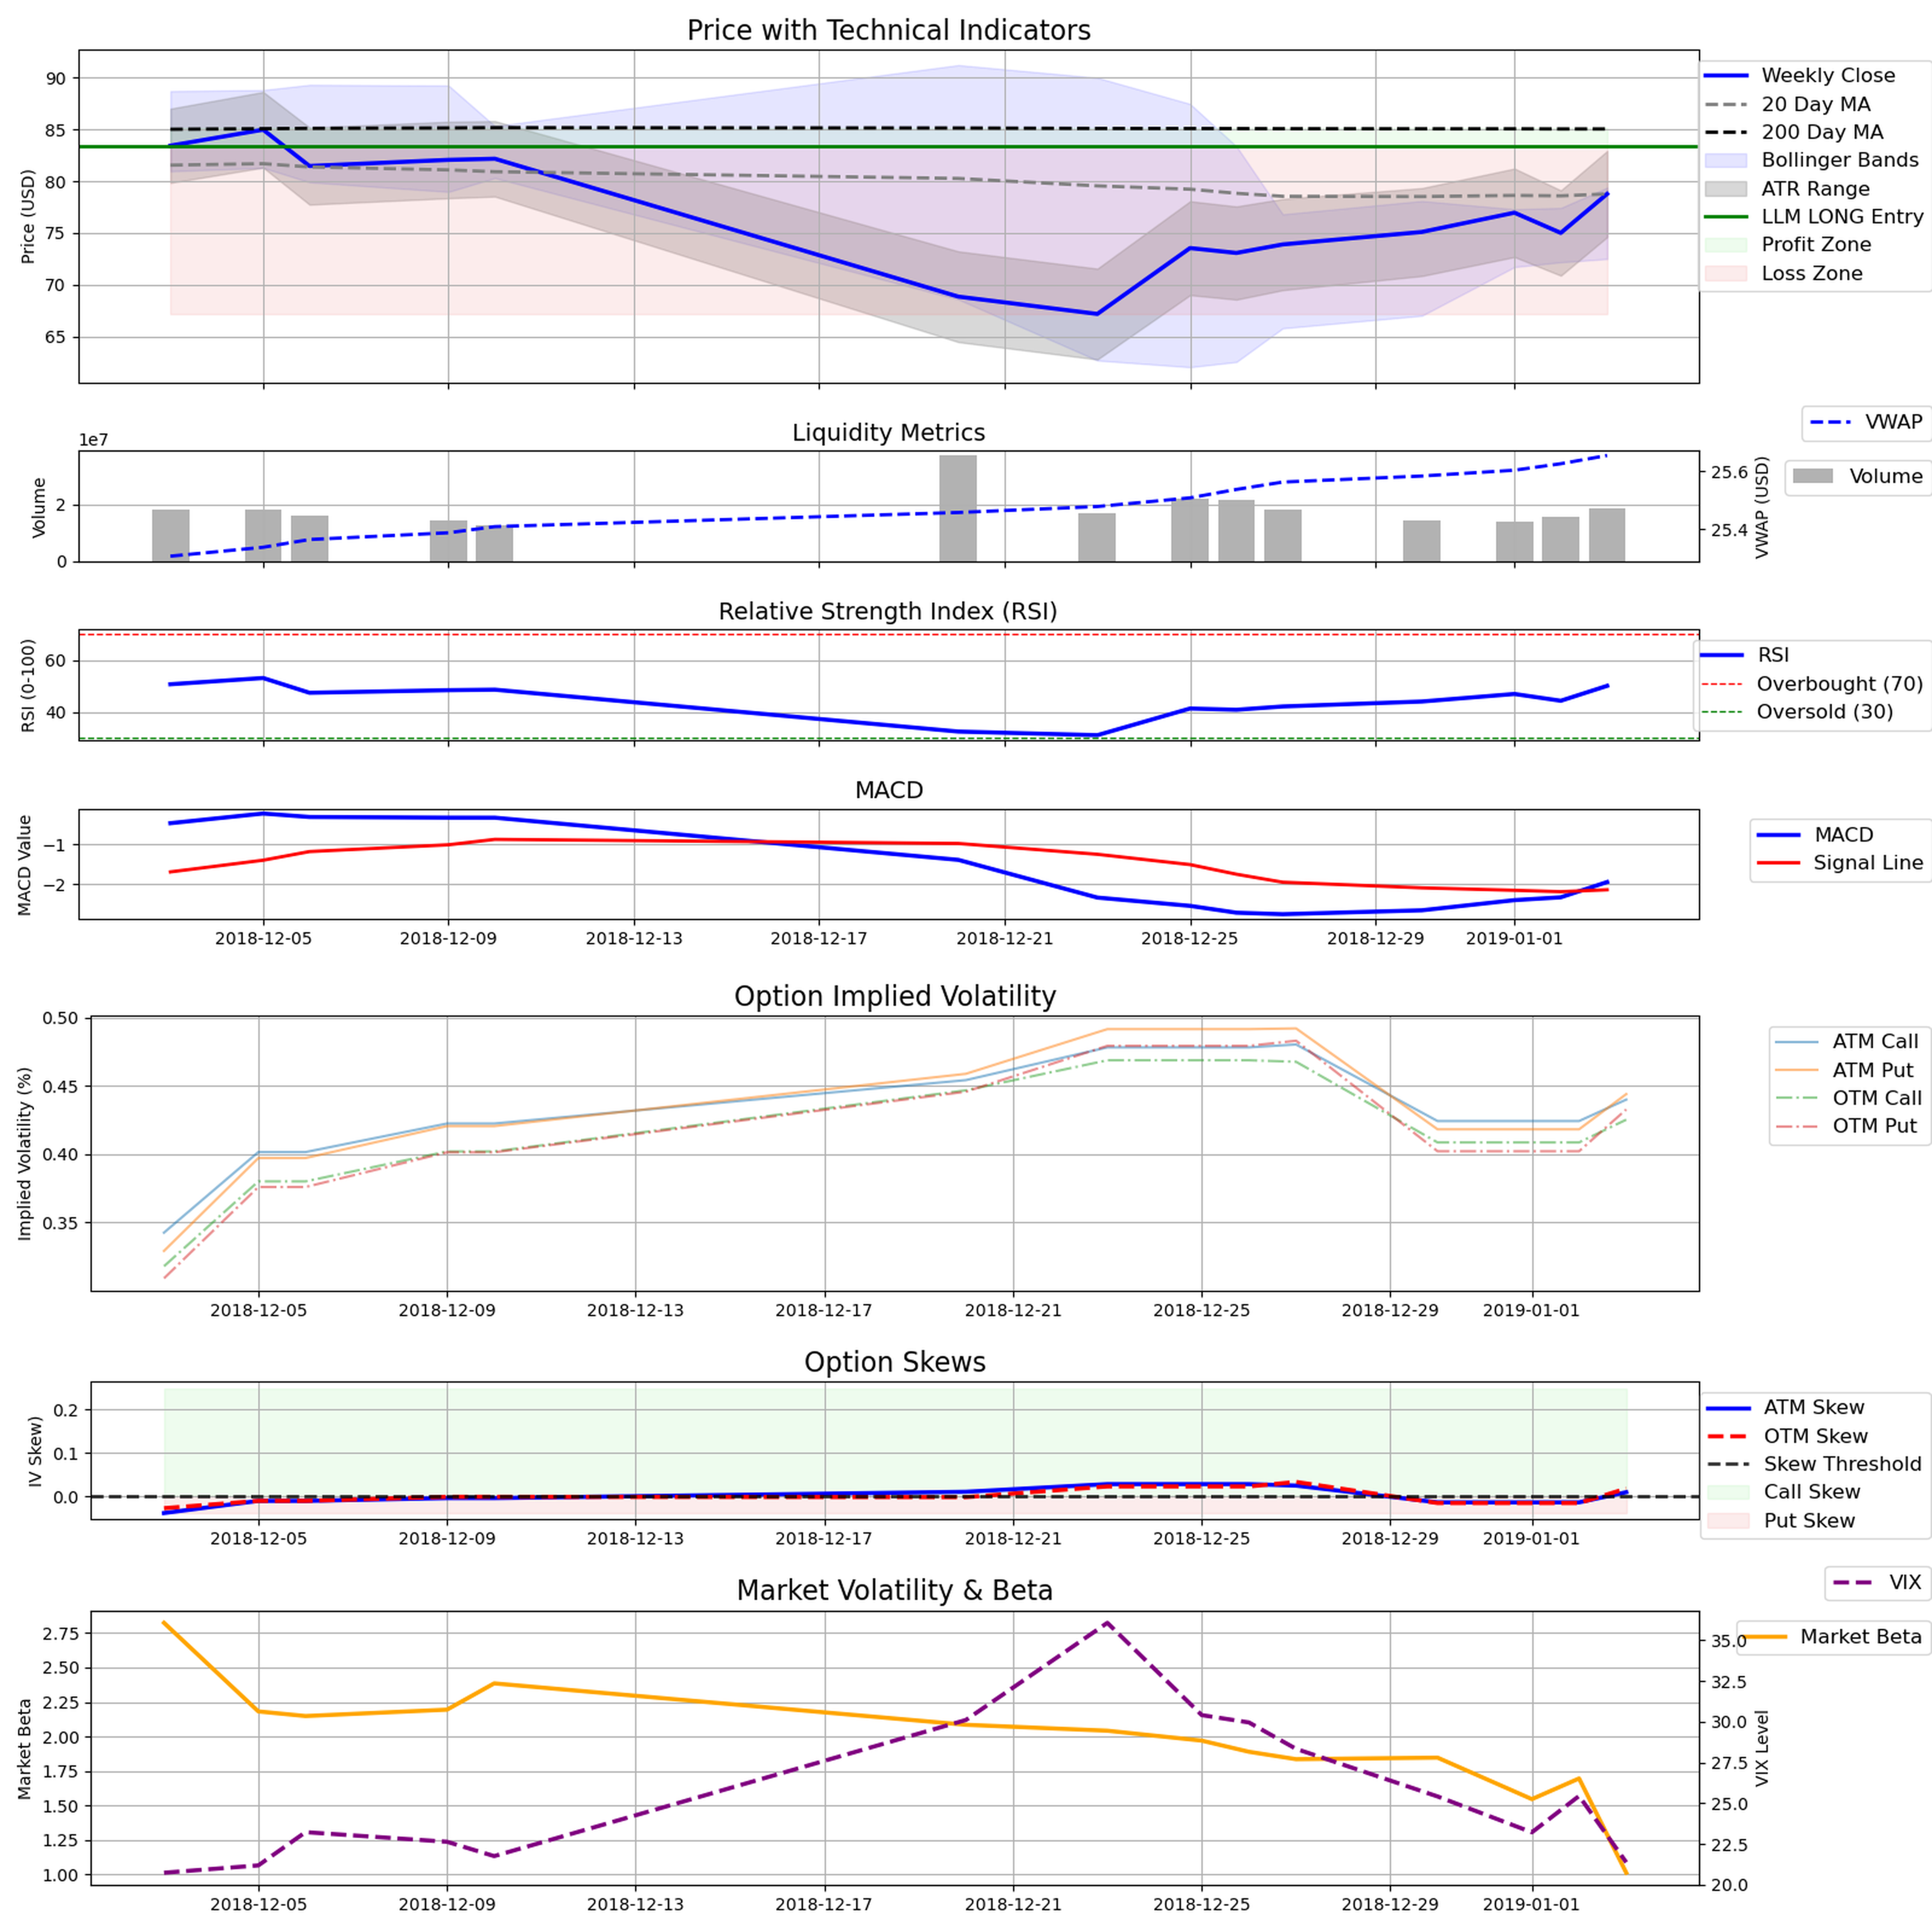 Price with Technical Indicators
Price (USD)
90
85
80
75
70
65
Weekly Close
20 Day MA
200 Day MA
Bollinger Bands
ATR Range
LLM LONG Entry
Profit Zone
Loss Zone
Liquidity Metrics
1e7
Volume
2
0
25.6
25.4
VWAP (USD)
VWAP
Volume
Relative Strength Index (RSI)
RSI (0-100)
60
40
RSI
Overbought (70)
Oversold (30)
MACD
MACD Value
−1
−2
MACD
Signal Line
2018-12-05 2018-12-09 2018-12-13 2018-12-17 2018-12-21 2018-12-25 2018-12-29 2019-01-01
Option Implied Volatility
Implied Volatility (%)
0.50
0.45
0.40
0.35
ATM Call
ATM Put
OTM Call
OTM Put
2018-12-05 2018-12-09 2018-12-13 2018-12-17 2018-12-21 2018-12-25 2018-12-29 2019-01-01
Option Skews
IV Skew)
0.2
0.1
0.0
ATM Skew
OTM Skew
Skew Threshold
Call Skew
Put Skew
2018-12-05 2018-12-09 2018-12-13 2018-12-17 2018-12-21 2018-12-25 2018-12-29 2019-01-01
Market Volatility & Beta
Market Beta
2.75
2.50
2.25
2.00
1.75
1.50
1.25
1.00
35.0
32.5
30.0
27.5
25.0
22.5
20.0
VIX Level
VIX
Market Beta
2018-12-05 2018-12-09 2018-12-13 2018-12-17 2018-12-21 2018-12-25 2018-12-29 2019-01-01